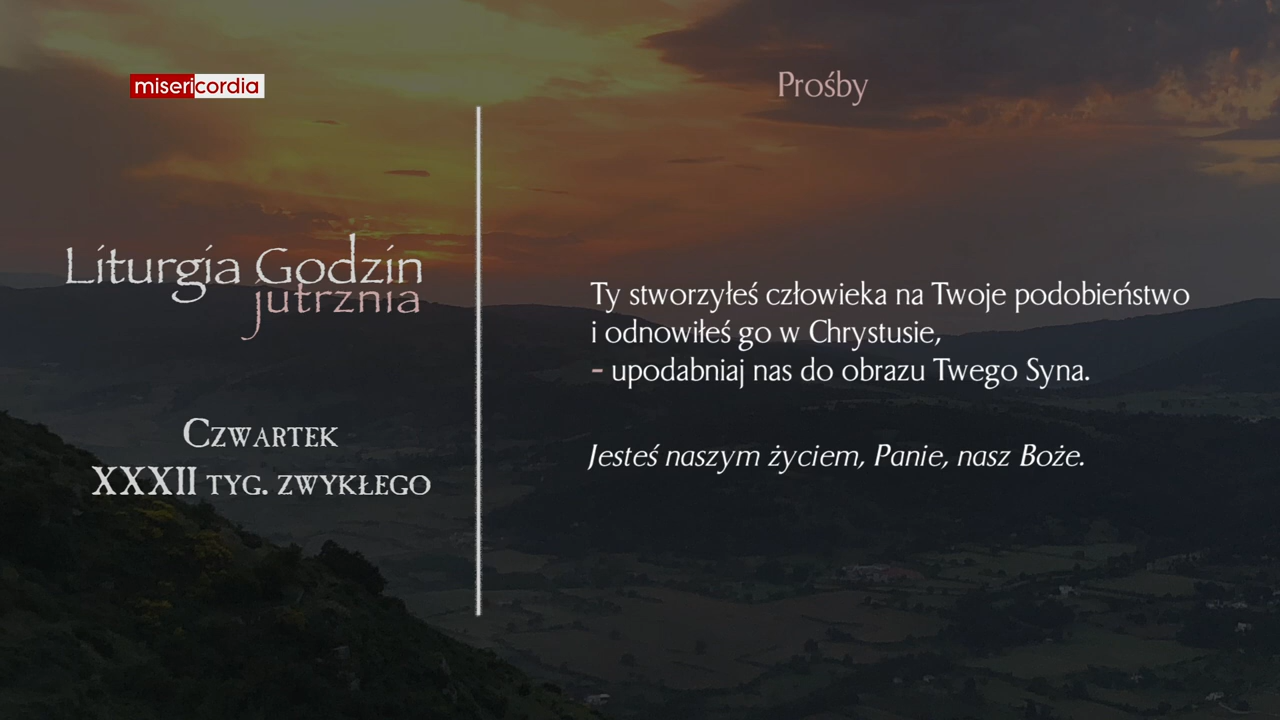 misericordia
Liturgia Godzin
jutrznia
Czwartek
XXXII tyg. zwykłego
Prośby
Ty stworzyłeś człowieka na Twoje podobieństwo
i odnowiłeś go w Chrystusie,
- upodabniaj nas do obrazu Twego Syna.
Jesteś naszym życiem, Panie, nasz Boże.